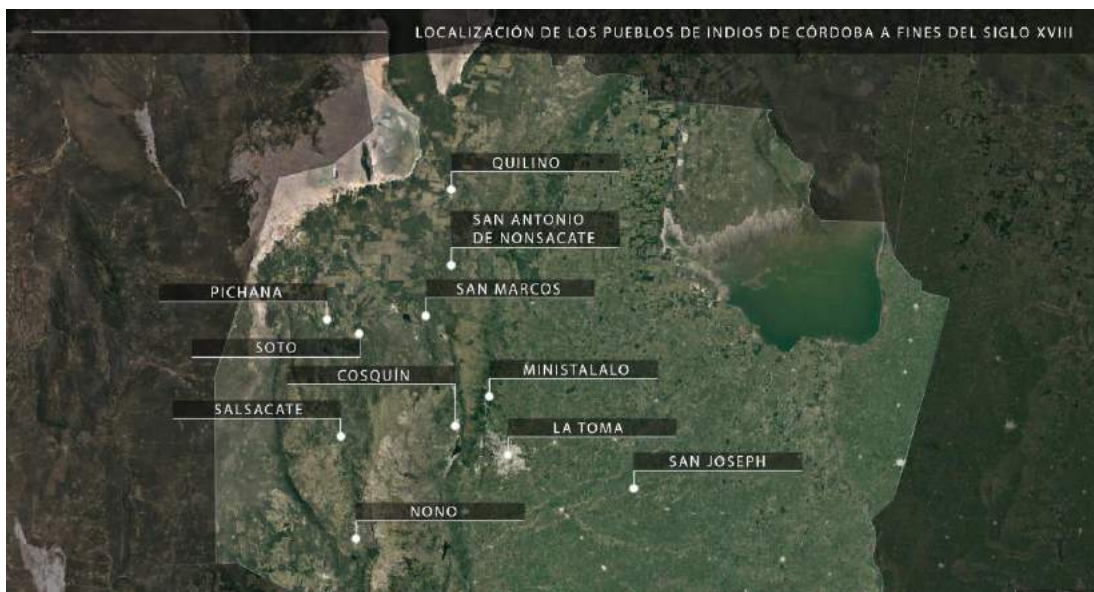 LOCALIZACIÓN DE LOS PUEBLOS DE INDIOS DE CÓRDOBA A FINES DEL SIGLO XVIII
QUILINO
SAN ANTONIO
DE NONSACATE
PICHANA
SAN MARCOS
SOTO
COSQUÍN
MINISTALALO
SALSACATE
LA TOMA
SAN JOSEPH
NONO